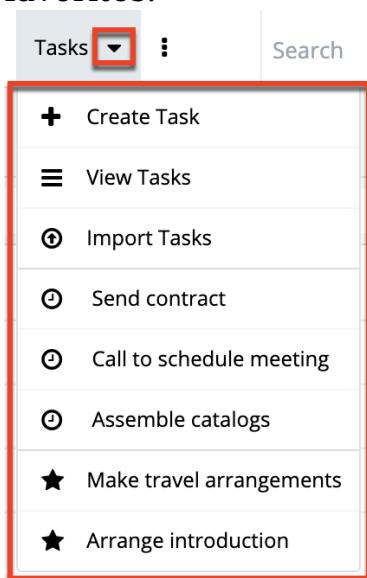 Tasks
Search
Create Task
View Tasks
Import Tasks
Send contract
Call to schedule meeting
Assemble catalogs
Make travel arrangements
Arrange introduction